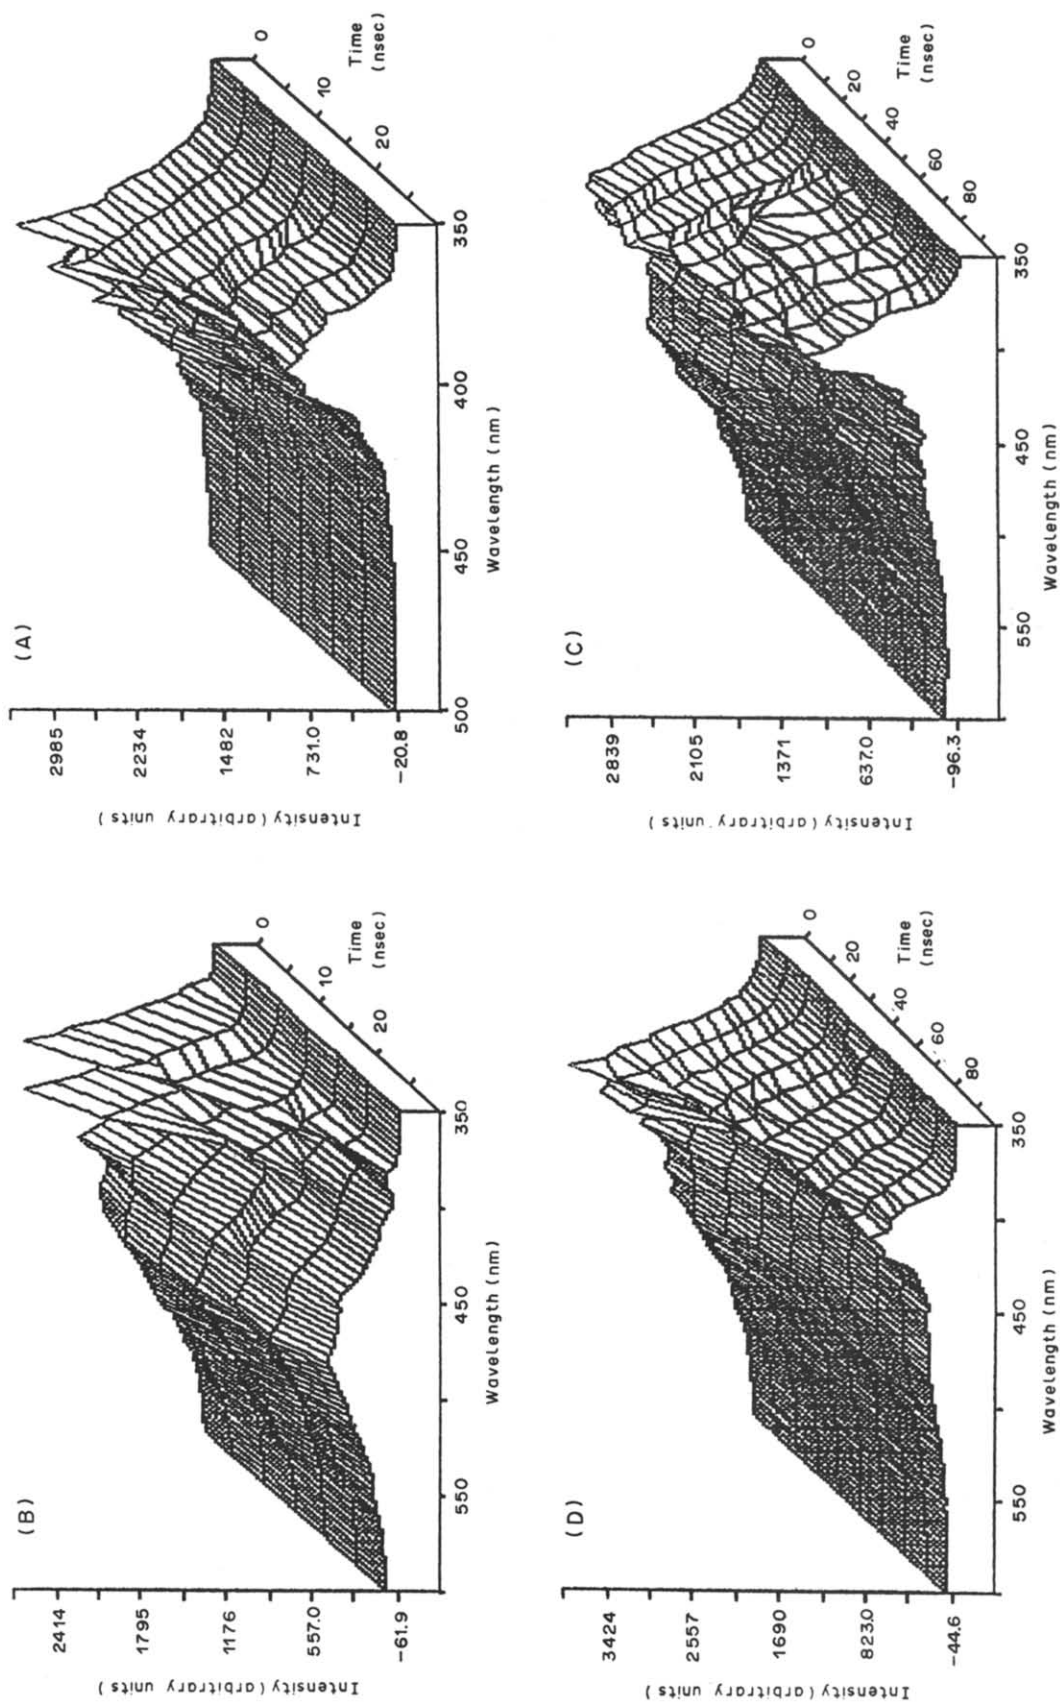 (A)
Intensity (arbitrary units)
2985
2234
1482
731.0
-20.8
500
450
400
350
Wavelength (nm)
0
10
20
Time
(nsec)
(B)
Intensity (arbitrary units)
2414
1795
1176
557.0
-61.9
550
450
350
Wavelength (nm)
0
10
20
Time
(nsec)
(C)
Intensity (arbitrary units)
2839
2105
1371
637.0
-96.3
550
450
350
Wavelength (nm)
0
20
40
60
80
Time
(nsec)
(D)
Intensity (arbitrary units)
3424
2557
1690
823.0
-44.6
550
450
350
Wavelength (nm)
0
20
40
60
80
Time
(nsec)